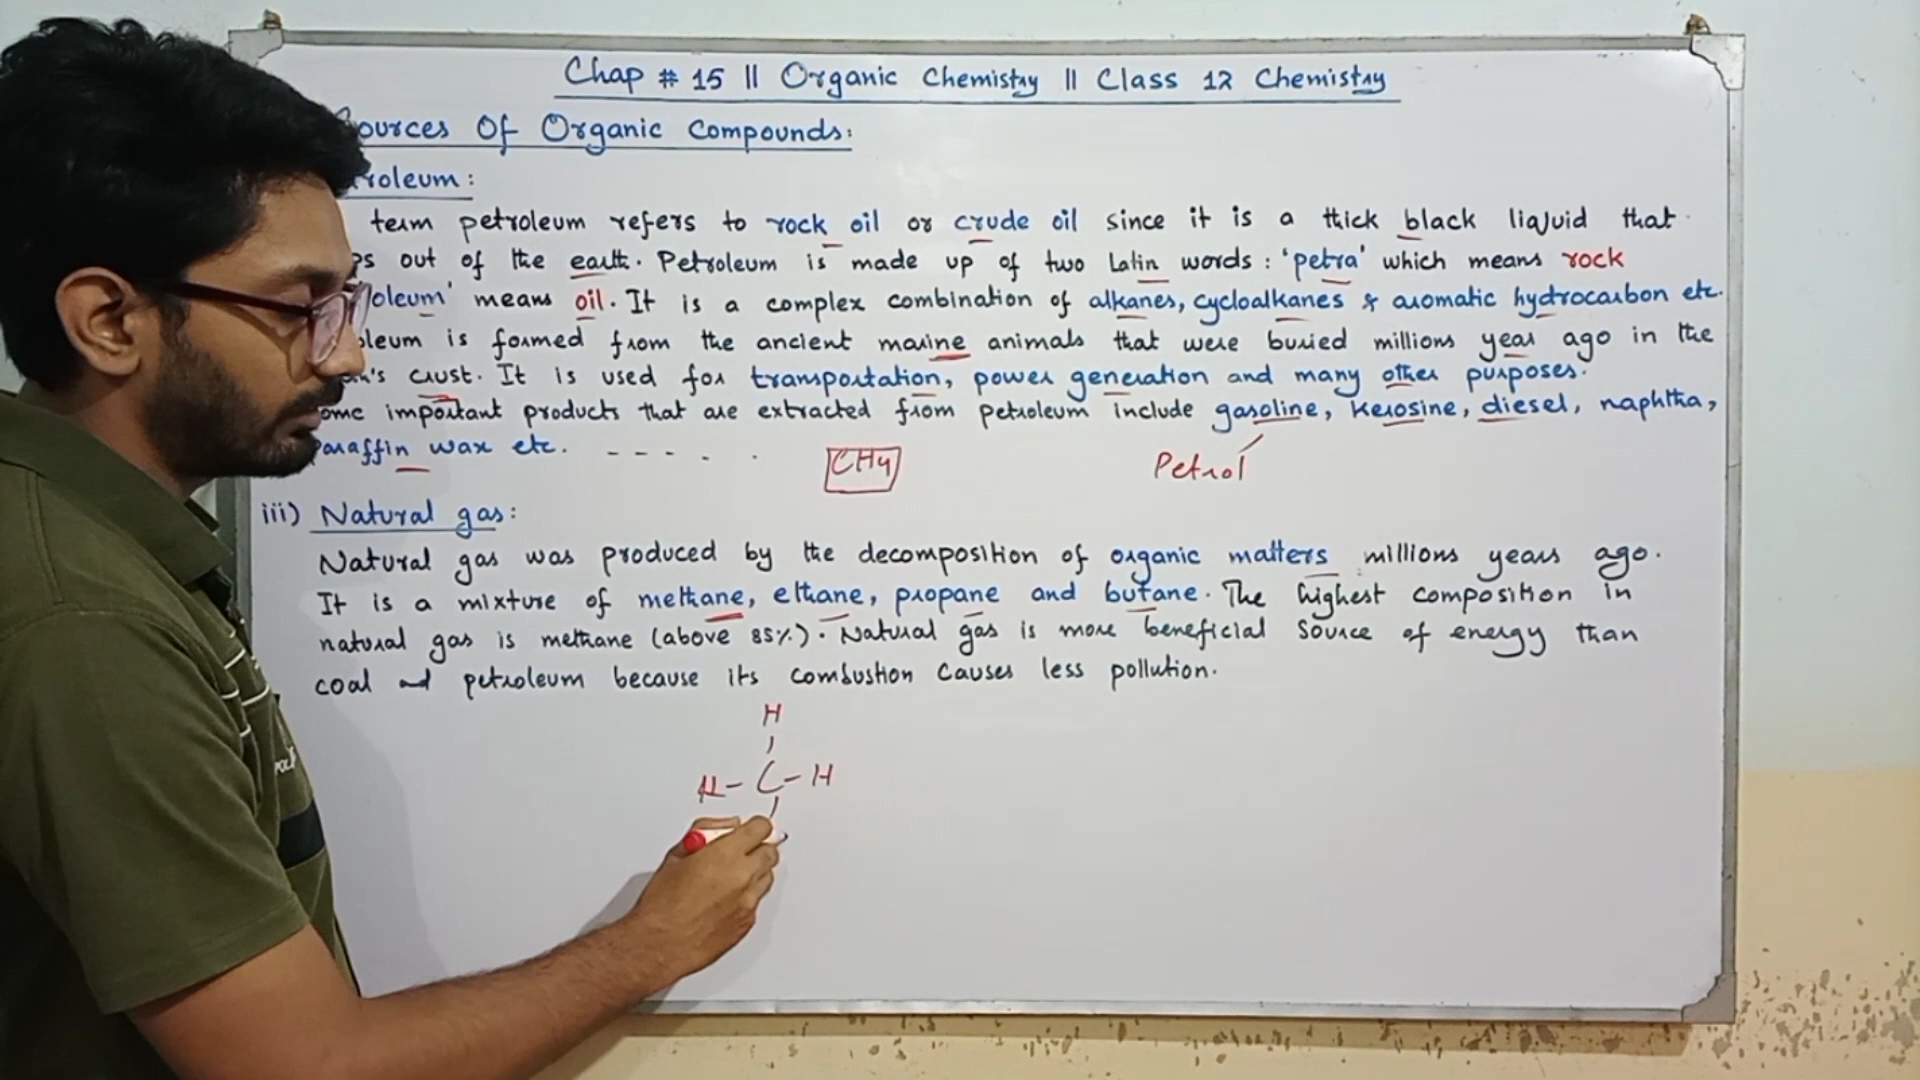 Chap # 15 || Organic Chemistry || Class 12 Chemistry
ources Of Organic Compounds:
roleum:
term petroleum refers to rock oil or crude oil since it is a thick black liquid that
ps out of the earth. Petroleum is made up of two Latin words: 'petra' which means rock
oleum' means oil. It is a complex combination of alkanes, cycloalkanes & aromatic hydrocarbon etc.
oleum is formed from the ancient marine animals that were buried millions year ago in the
's crust. It is used for transportation, power generation and many other purposes.
ome important products that are extracted from petroleum include gasoline, kerosine, diesel, naphtha,
paraffin wax etc. - - - - . .
CH4
Petrol
iii) Natural gas:
Natural gas was produced by the decomposition of organic matters millions years ago.
It is a mixture of methane, ethane, propane and butane. The highest composition in
natural gas is methane (above 85%). Natural gas is more beneficial source of energy than
coal and petroleum because its combustion causes less pollution.
H
H - C - H